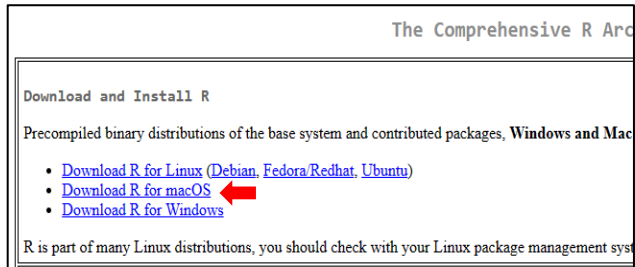 The Comprehensive R Arc
Download and Install R
Precompiled binary distributions of the base system and contributed packages, Windows and Mac
Download R for Linux (Debian, Fedora/Redhat, Ubuntu)
Download R for macOS
Download R for Windows
R is part of many Linux distributions, you should check with your Linux package management syst